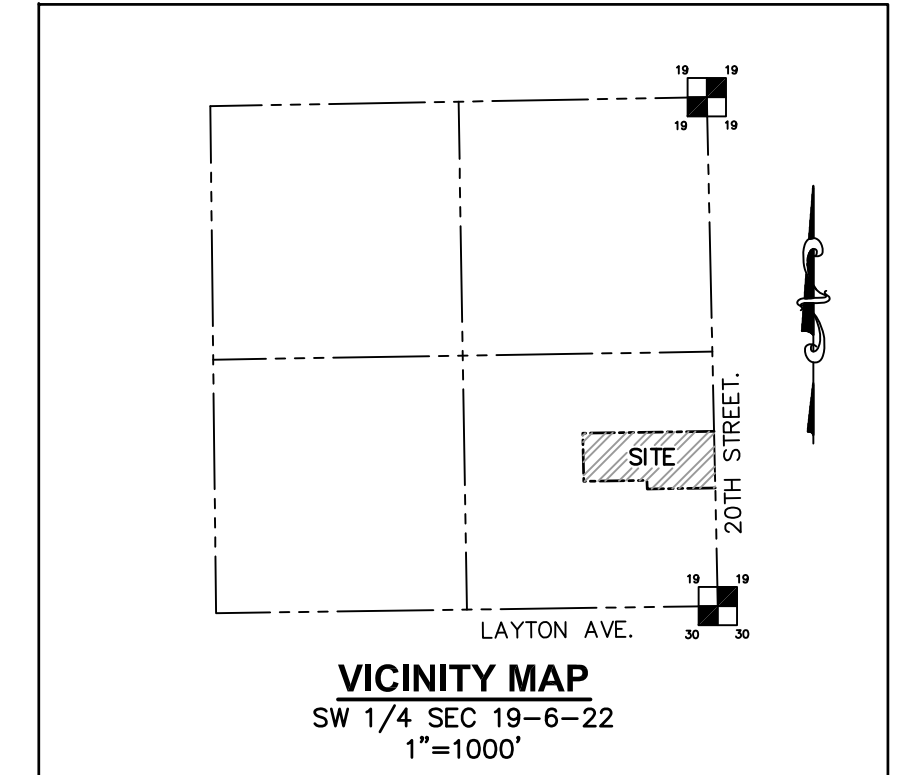 19 19
19 19
SITE
20TH STREET.
19 19
30 30
LAYTON AVE.
VICINITY MAP
SW 1/4 SEC 19-6-22
1"=1000'